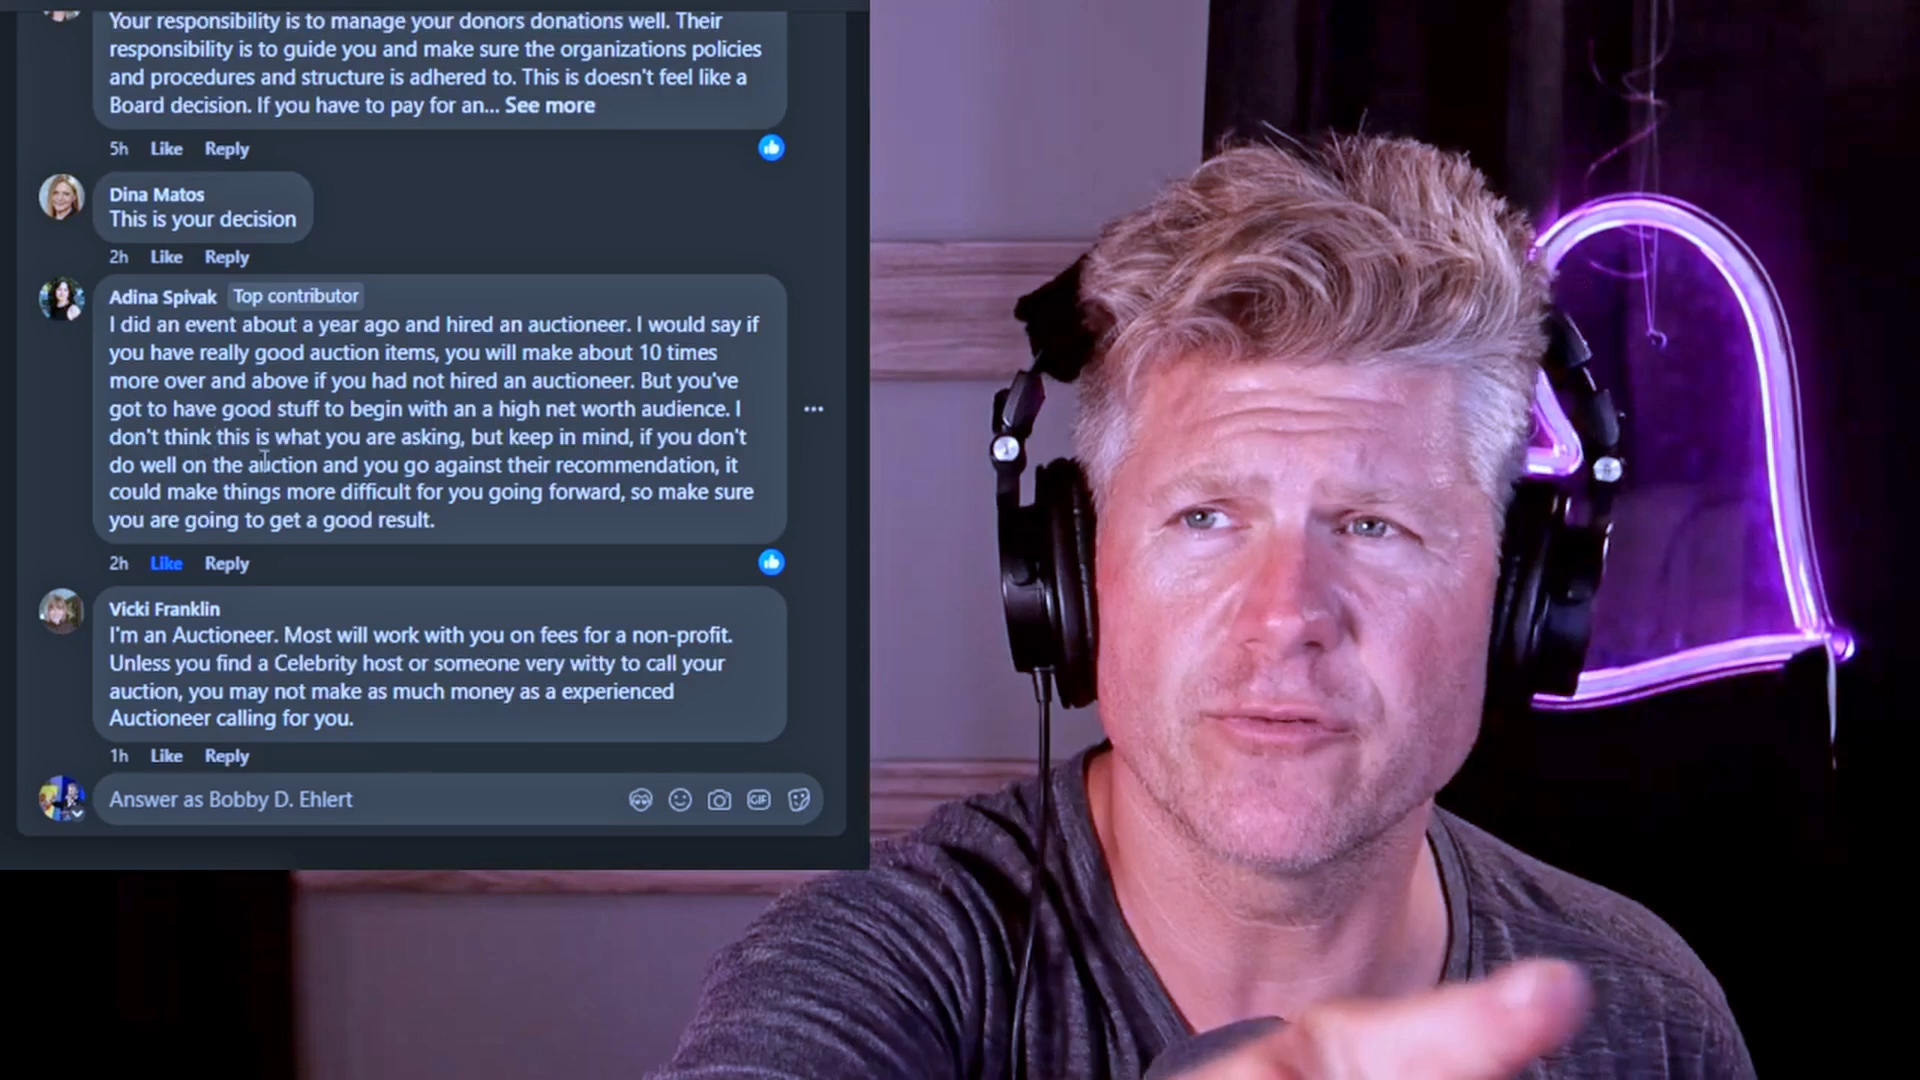 Your responsibility is to manage your donors donations well. Their
responsibility is to guide you and make sure the organizations policies
and procedures and structure is adhered to. This is doesn't feel like a
Board decision. If you have to pay for an... See more
5h Like Reply
Dina Matos
This is your decision
2h Like Reply
Adina Spivak Top contributor
I did an event about a year ago and hired an auctioneer. I would say if
you have really good auction items, you will make about 10 times
more over and above if you had not hired an auctioneer. But you've
got to have good stuff to begin with an a high net worth audience. I
don't think this is what you are asking, but keep in mind, if you don't
do well on the auction and you go against their recommendation, it
could make things more difficult for you going forward, so make sure
you are going to get a good result.
2h Like Reply
Vicki Franklin
I'm an Auctioneer. Most will work with you on fees for a non-profit.
Unless you find a Celebrity host or someone very witty to call your
auction, you may not make as much money as a experienced
Auctioneer calling for you.
1h Like Reply
Answer as Bobby D. Ehlert
GIF